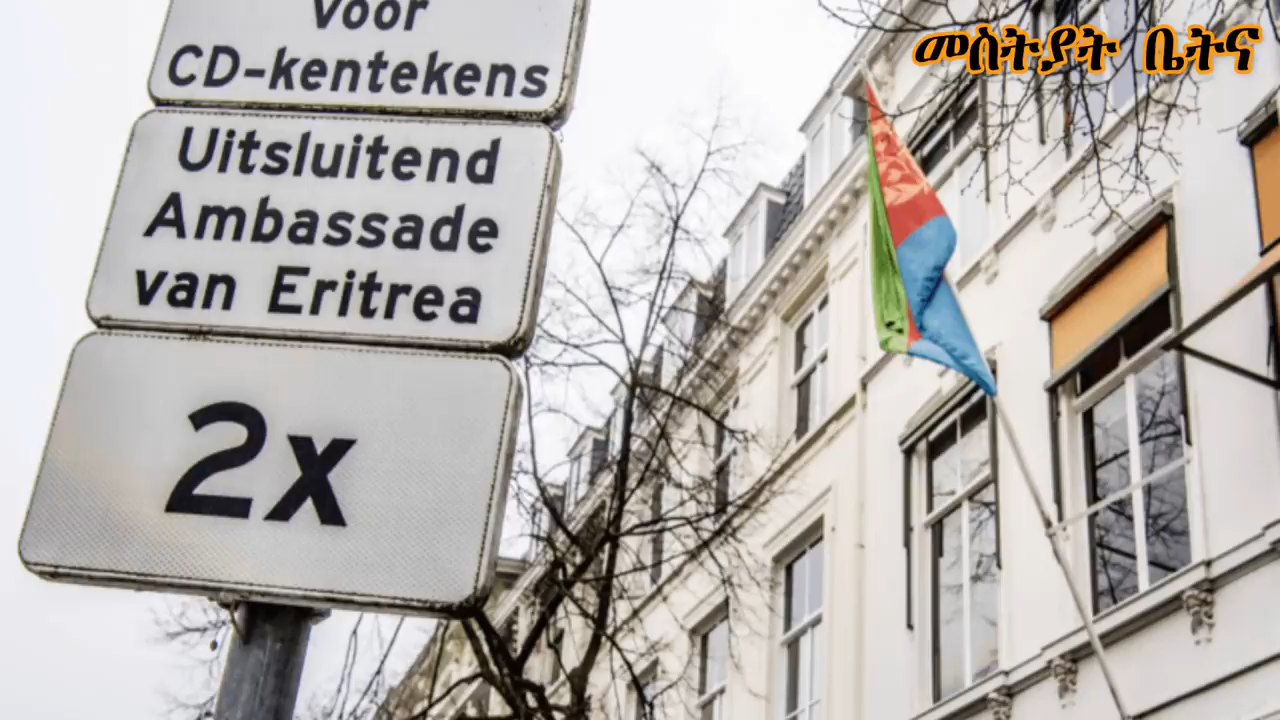 voor
CD-kentekens
Uitsluitend
Ambassade
van Eritrea
2x
መስትያት ቤትና